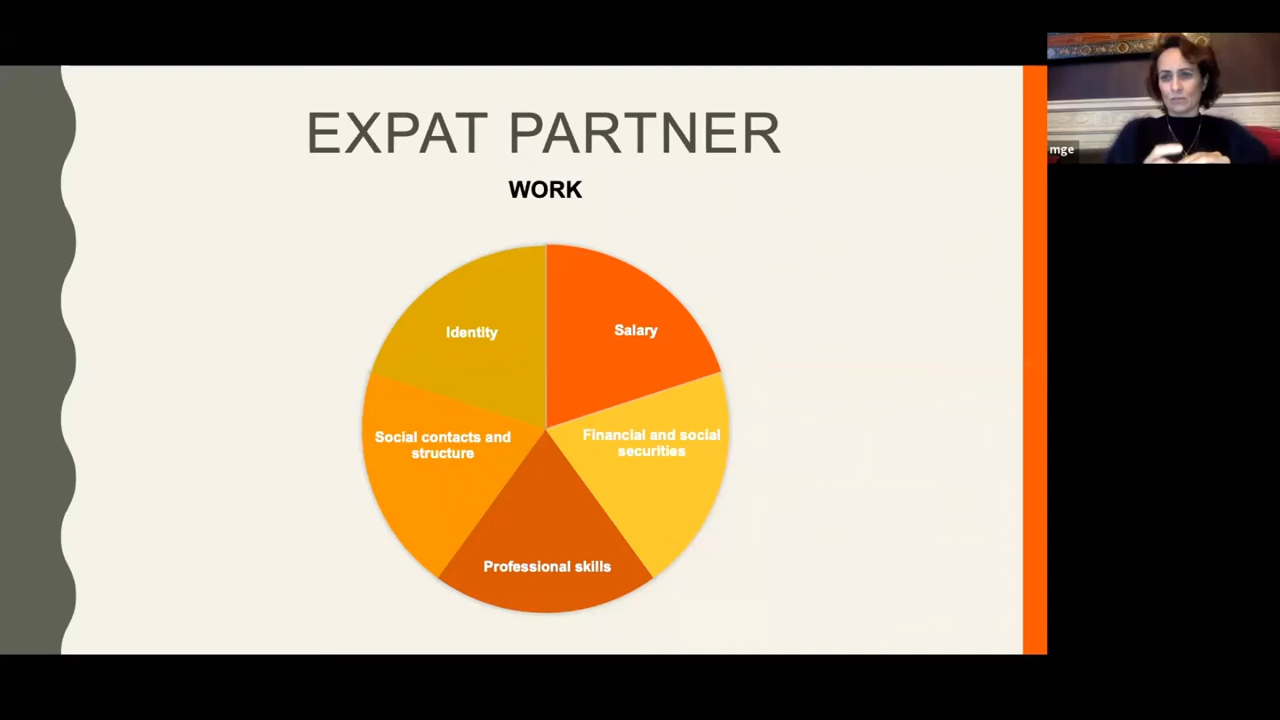 EXPAT PARTNER
WORK
Identity
Salary
Social contacts and
structure
Financial and social
securities
Professional skills
mge